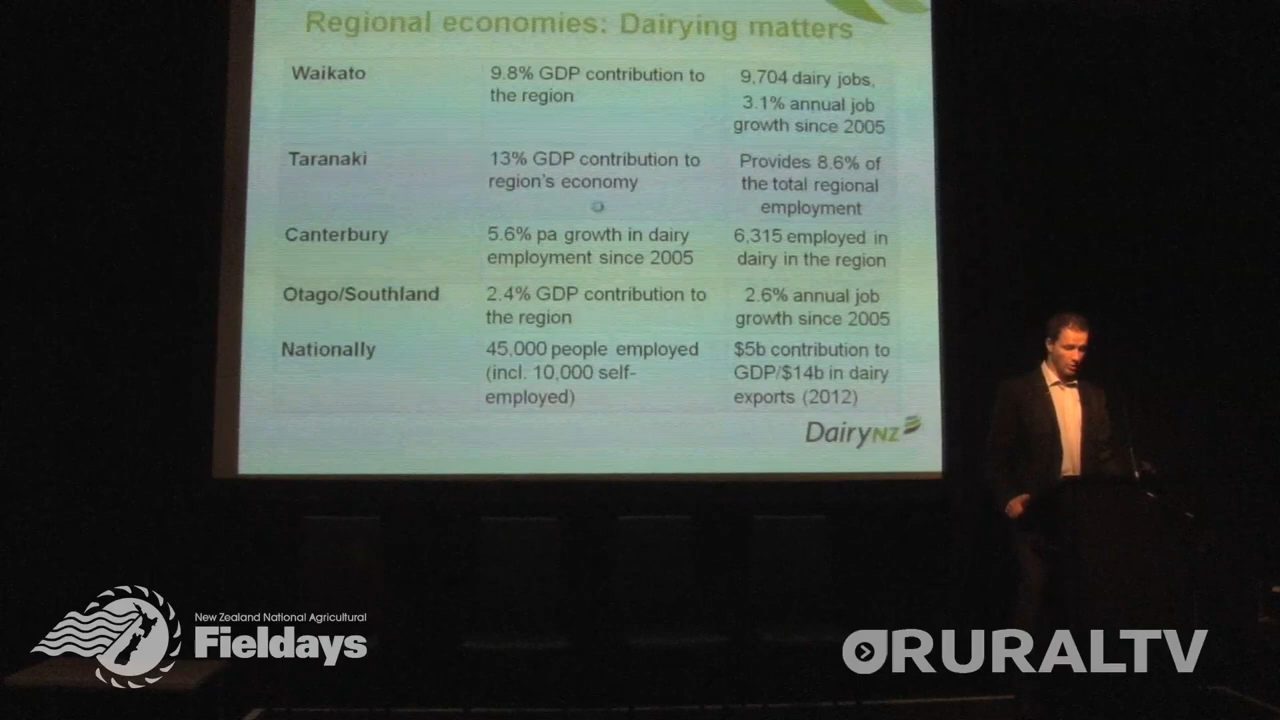 Regional economies: Dairying matters
Waikato
9.8% GDP contribution to
the region
9,704 dairy jobs,
3.1% annual job
growth since 2005
Taranaki
13% GDP contribution to
region's economy
Provides 8.6% of
the total regional
employment
Canterbury
5.6% pa growth in dairy
employment since 2005
6,315 employed in
dairy in the region
Otago/Southland
2.4% GDP contribution to
the region
2.6% annual job
growth since 2005
Nationally
45,000 people employed
(incl. 10,000 self-
employed)
$5b contribution to
GDP/$14b in dairy
exports (2012)
DairyNZ
New Zealand National Agricultural
Fieldays
RURALTV